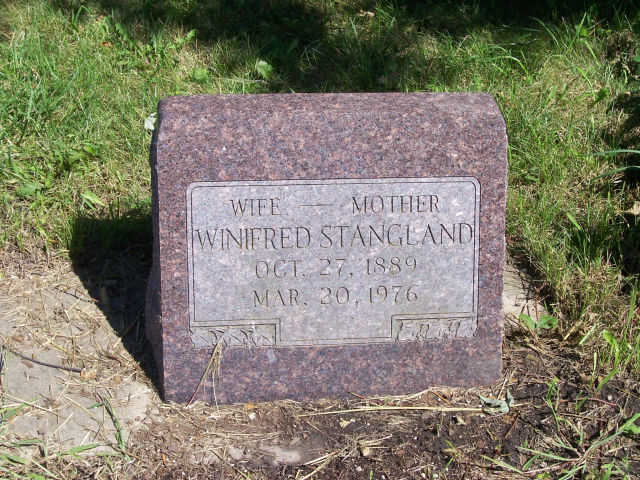 WIFE — MOTHER
WINIFRED STANGLAND
OCT. 27, 1889
MAR. 20, 1976